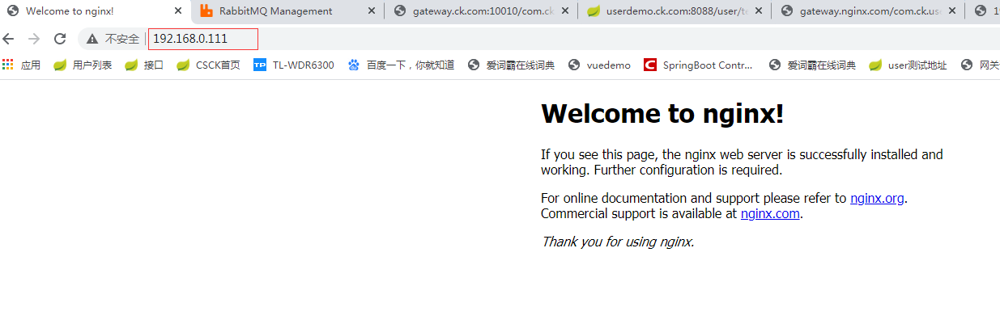 Welcome to nginx!
RabbitMQ Management
gateway.ck.com:10010/com.ck
userdemo.ck.com:8088/user/te
gateway.nginx.com/com.ck.use
不安全
192.168.0.111
应用
用户列表
接口
CSCK首页
TP
TL-WDR6300
百度一下，你就知道
爱词霸在线词典
vuedemo
C
SpringBoot Contr...
爱词霸在线词典
user测试地址
网关
Welcome to nginx!
If you see this page, the nginx web server is successfully installed and
working. Further configuration is required.
For online documentation and support please refer to nginx.org.
Commercial support is available at nginx.com.
Thank you for using nginx.